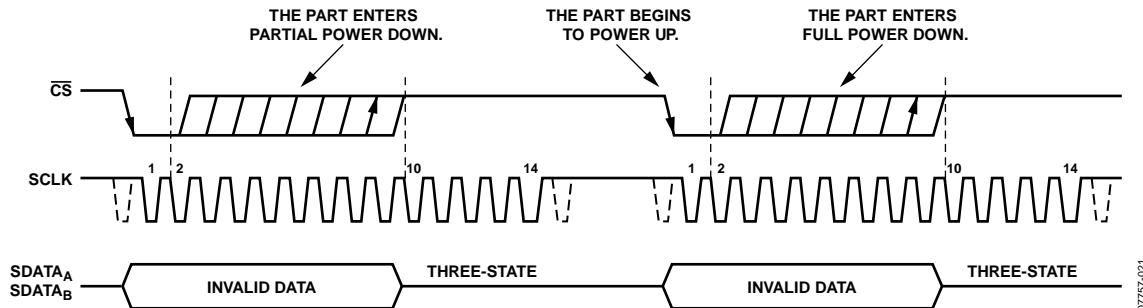 THE PART ENTERS
PARTIAL POWER DOWN.
THE PART BEGINS
TO POWER UP.
THE PART ENTERS
FULL POWER DOWN.
CS
SCLK
1 2 10 14 1 2 10 14
SDATAA
SDATAB
INVALID DATA THREE-STATE INVALID DATA THREE-STATE